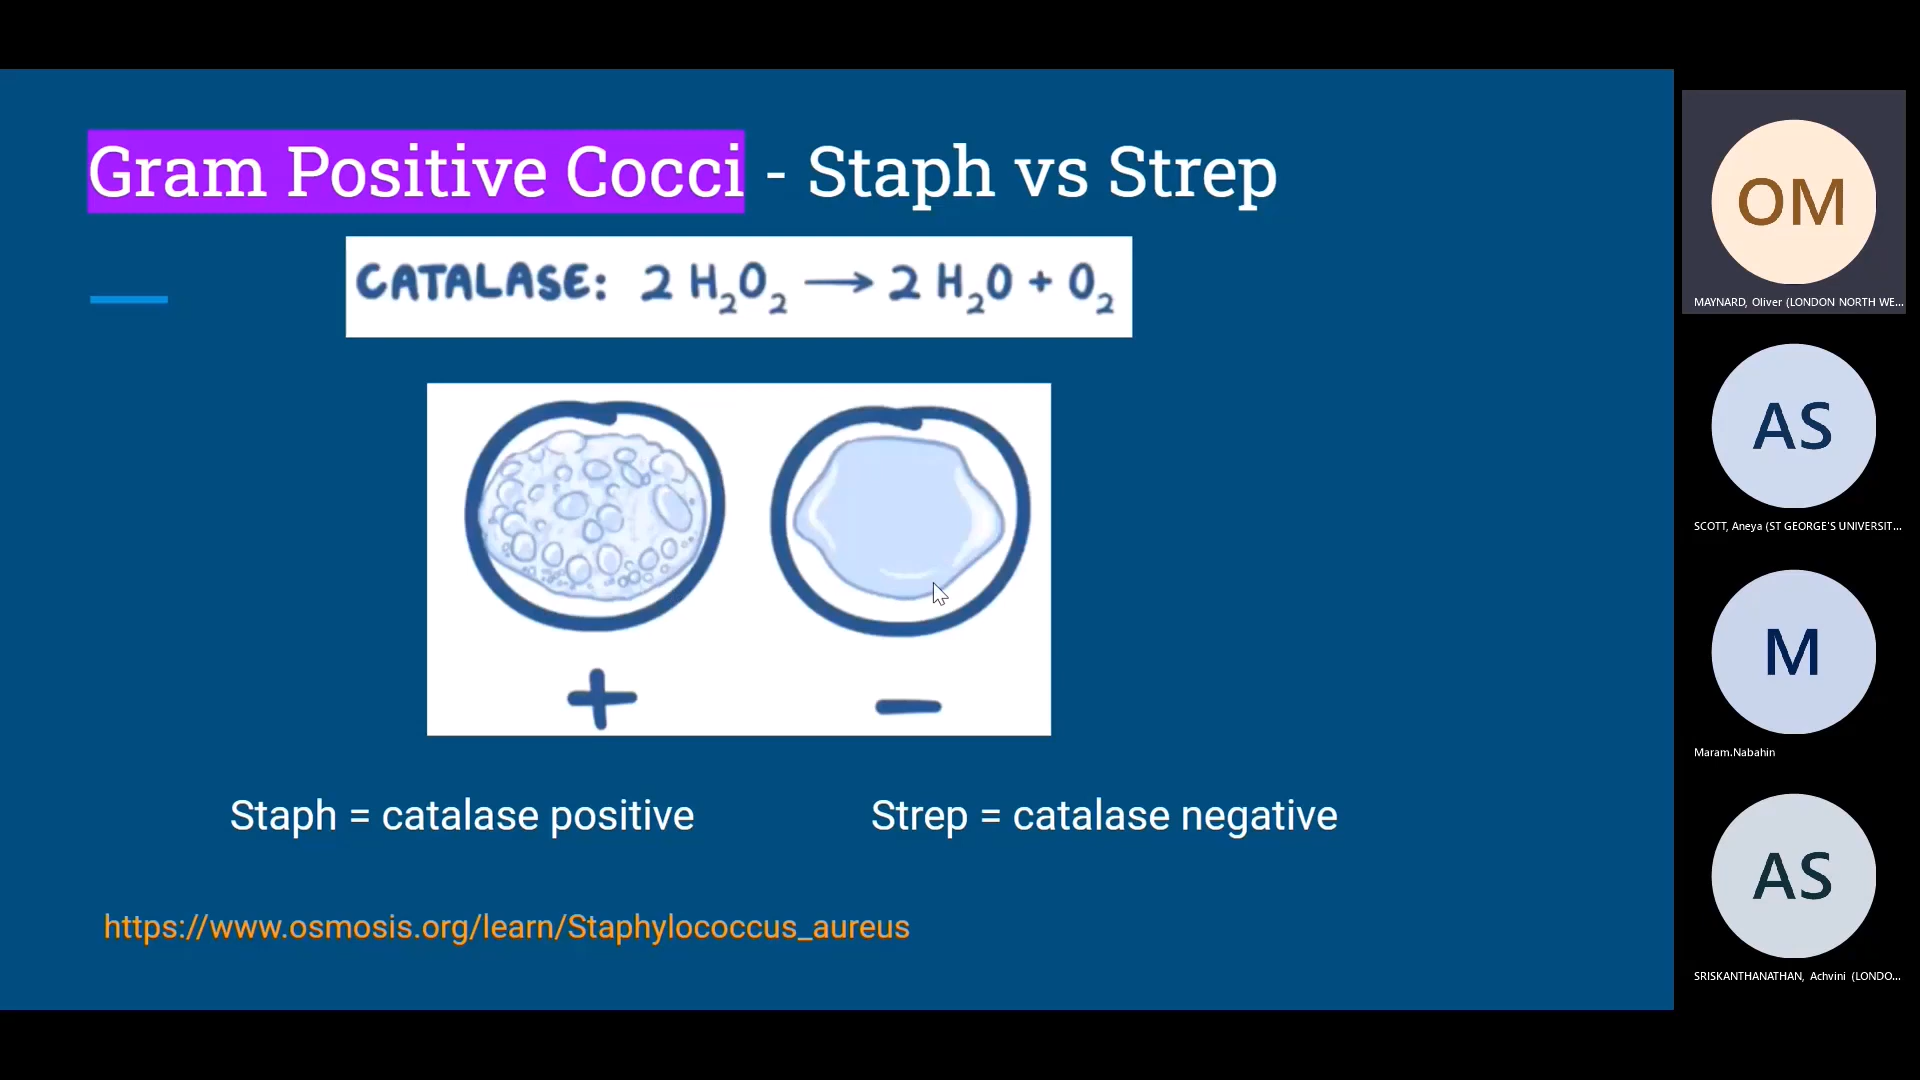 Gram Positive Cocci - Staph vs Strep
CATALASE: 2 H₂O₂ ⟶ 2 H₂O + O₂
+
−
Staph = catalase positive
Strep = catalase negative
https://www.osmosis.org/learn/Staphylococcus_aureus
OM
MAYNARD, Oliver (LONDON NORTH WE...
AS
SCOTT, Aneya (ST GEORGE'S UNIVERSIT...
M
Maram.Nabahin
AS
SRISKANTHANATHAN, Achvini (LONDO...